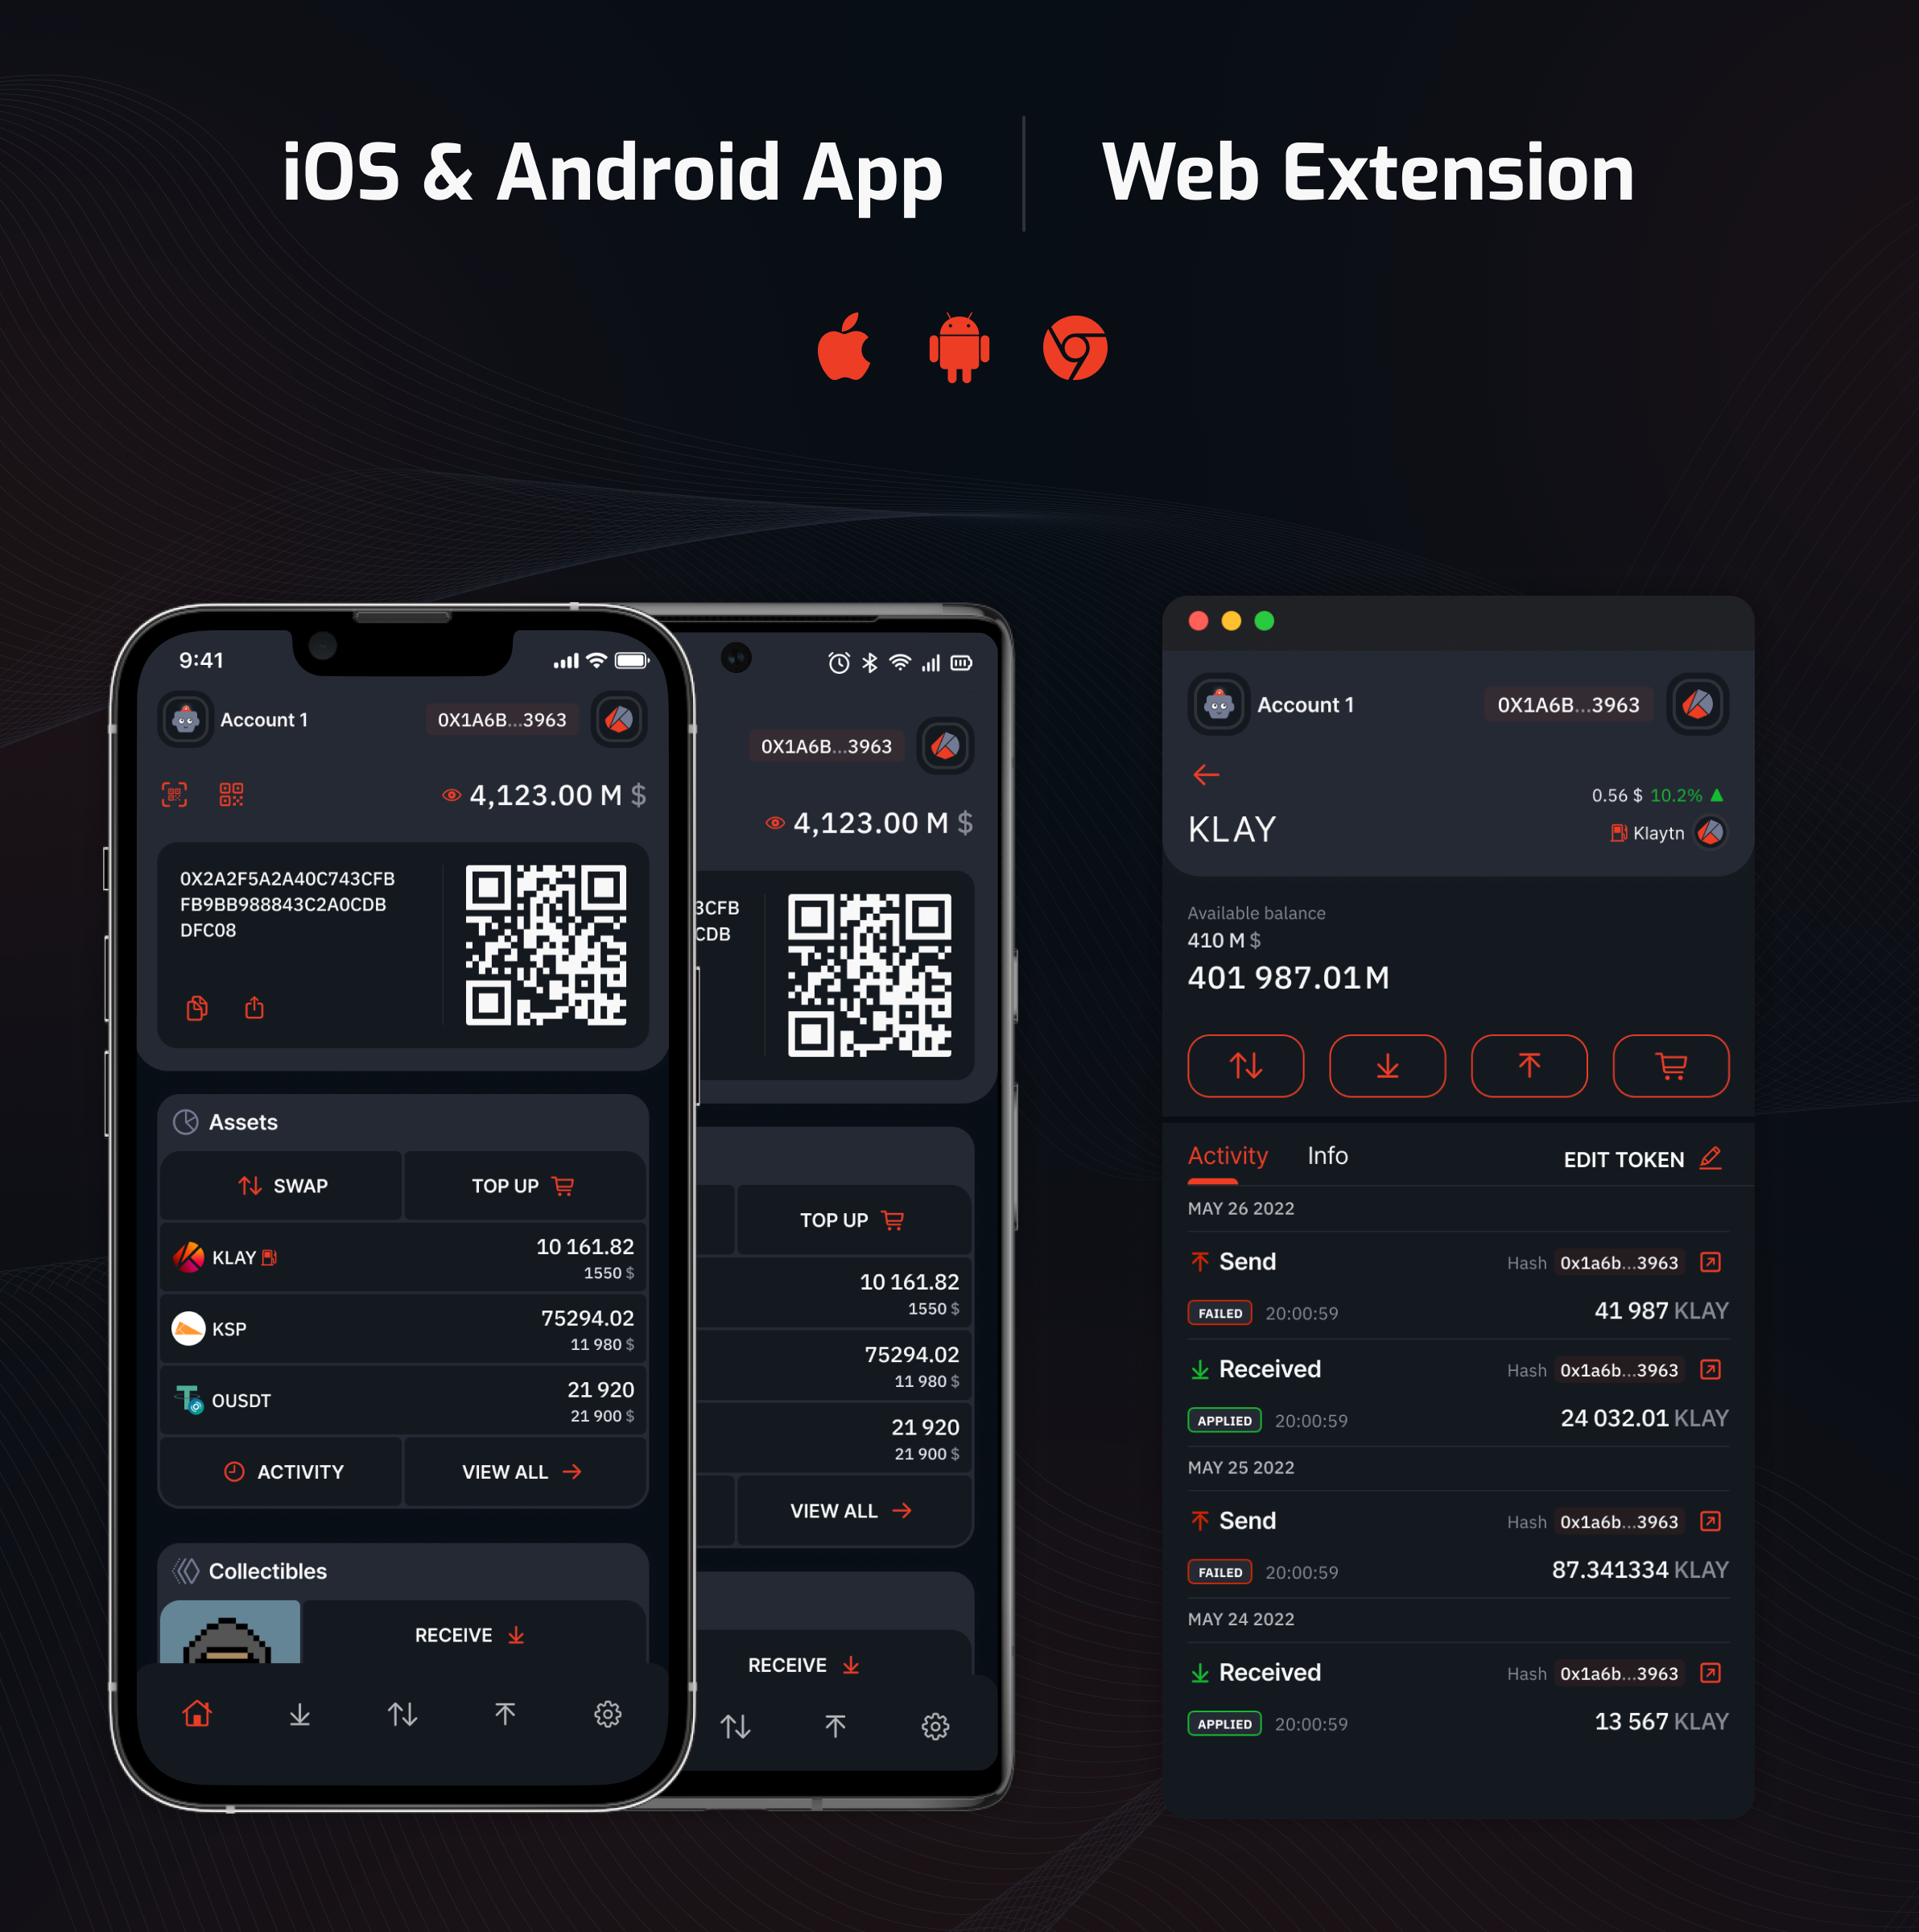 iOS & Android App
Web Extension
9:41
Account 1
0X1A6B...3963
4,123.00 M $
0X2A2F5A2A40C743CFB
FB9BB988843C2A0CDB
DFC08
Assets
SWAP
TOP UP
KLAY
10 161.82
1550 $
KSP
75294.02
11 980 $
OUSDT
21 920
21 900 $
ACTIVITY
VIEW ALL
Collectibles
RECEIVE
0X1A6B...3963
4,123.00 M $
3CFB
CDB
TOP UP
10 161.82
1550 $
75294.02
11 980 $
21 920
21 900 $
VIEW ALL
RECEIVE
Account 1
0X1A6B...3963
0.56 $ 10.2%
KLAY
Klaytn
Available balance
410 M $
401 987.01M
Activity
Info
EDIT TOKEN
MAY 26 2022
Send
Hash 0x1a6b...3963
FAILED 20:00:59
41 987 KLAY
Received
Hash 0x1a6b...3963
APPLIED 20:00:59
24 032.01 KLAY
MAY 25 2022
Send
Hash 0x1a6b...3963
FAILED 20:00:59
87.341334 KLAY
MAY 24 2022
Received
Hash 0x1a6b...3963
APPLIED 20:00:59
13 567 KLAY